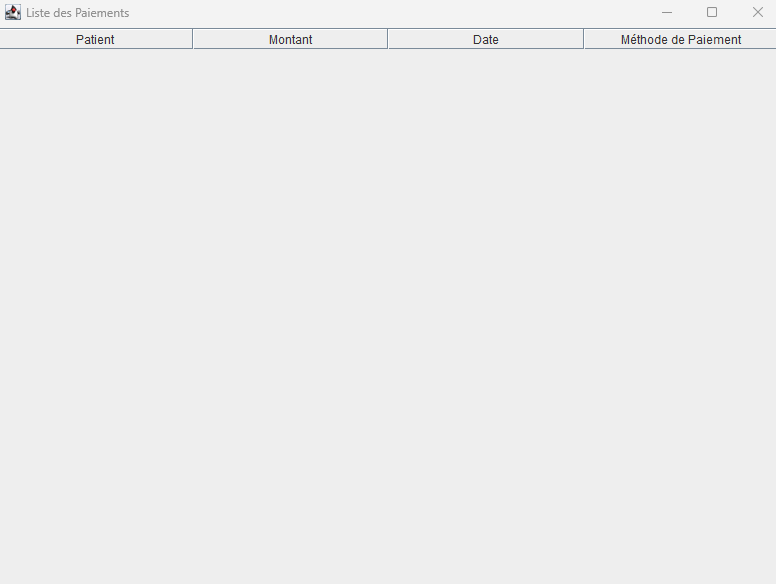 Liste des Paiements
Patient Montant Date Méthode de Paiement